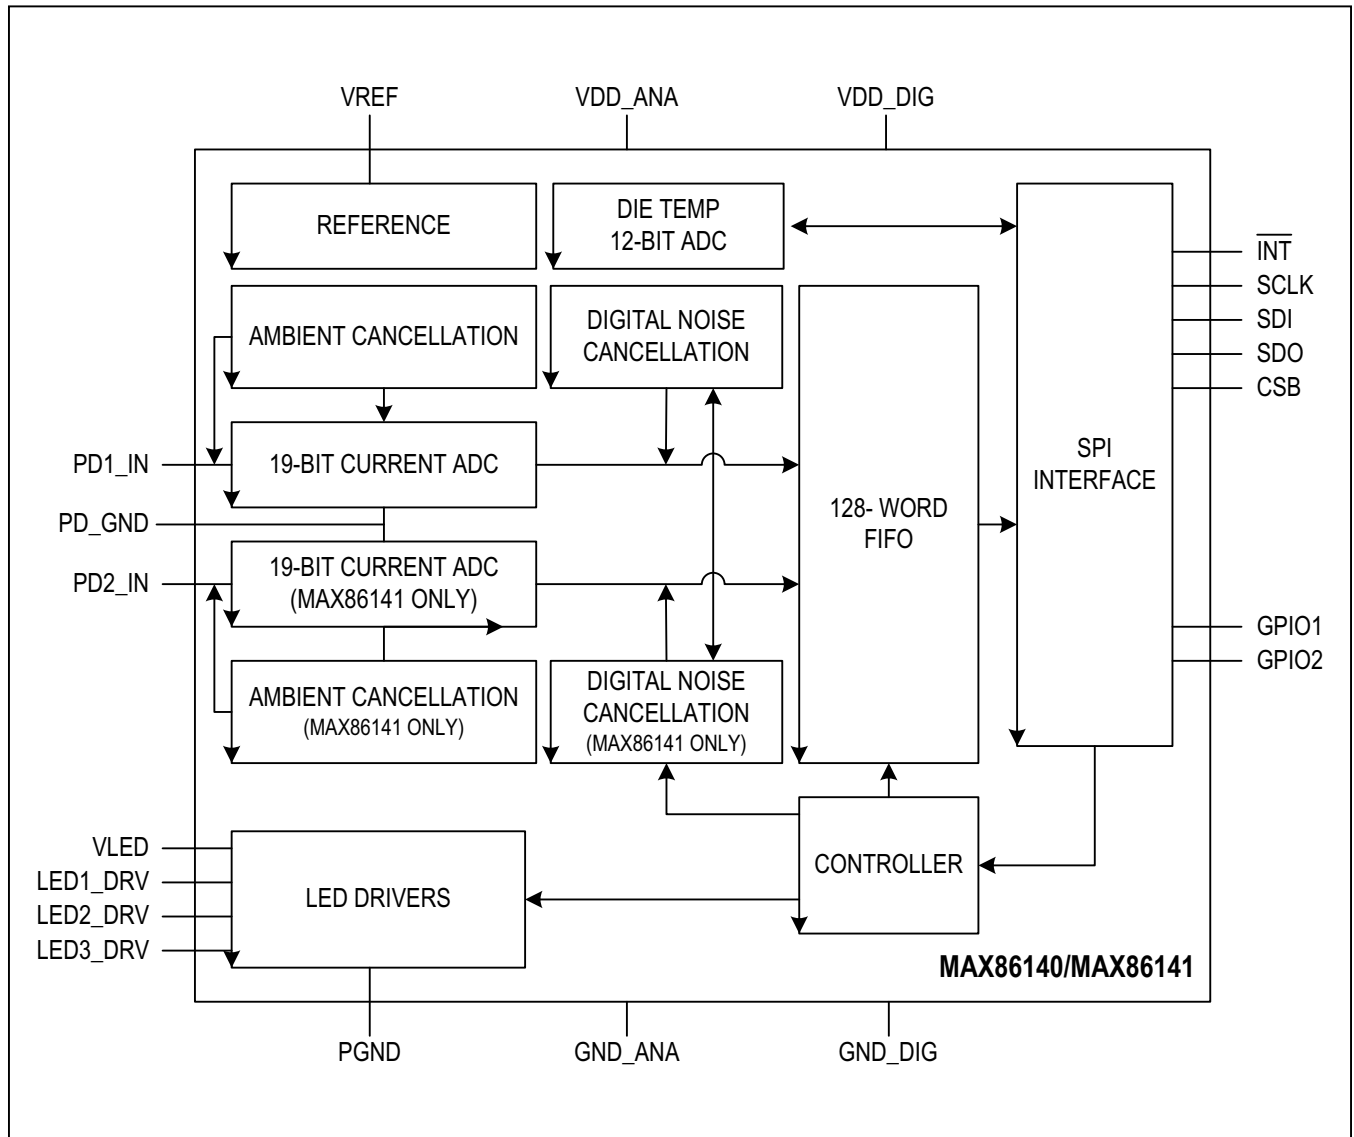 VREF
VDD_ANA
VDD_DIG
REFERENCE
DIE TEMP
12-BIT ADC
AMBIENT CANCELLATION
DIGITAL NOISE
CANCELLATION
INT
SCLK
SDI
SDO
CSB
PD1_IN
19-BIT CURRENT ADC
SPI
INTERFACE
PD_GND
128- WORD
FIFO
PD2_IN
19-BIT CURRENT ADC
(MAX86141 ONLY)
GPIO1
GPIO2
AMBIENT CANCELLATION
(MAX86141 ONLY)
DIGITAL NOISE
CANCELLATION
(MAX86141 ONLY)
VLED
LED1_DRV
LED2_DRV
LED3_DRV
LED DRIVERS
CONTROLLER
MAX86140/MAX86141
PGND
GND_ANA
GND_DIG